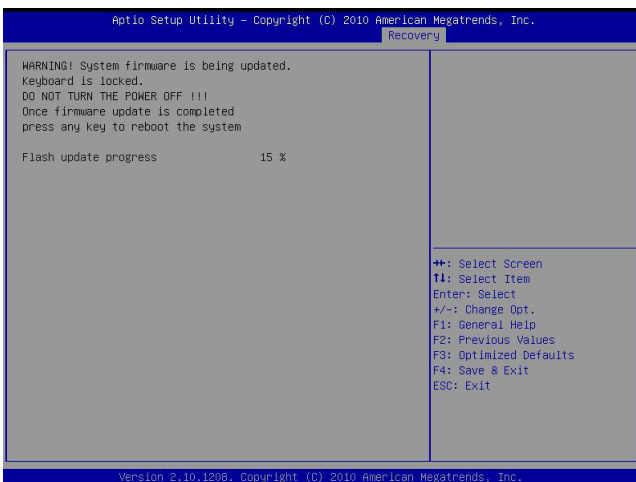 Aptio Setup Utility – Copyright (C) 2010 American Megatrends, Inc.
Recovery
WARNING! System firmware is being updated.
Keyboard is locked.
DO NOT TURN THE POWER OFF !!!
Once firmware update is completed
press any key to reboot the system
Flash update progress 15 %
→←: Select Screen
↑↓: Select Item
Enter: Select
+/-: Change Opt.
F1: General Help
F2: Previous Values
F3: Optimized Defaults
F4: Save & Exit
ESC: Exit
Version 2.10.1208. Copyright (C) 2010 American Megatrends, Inc.